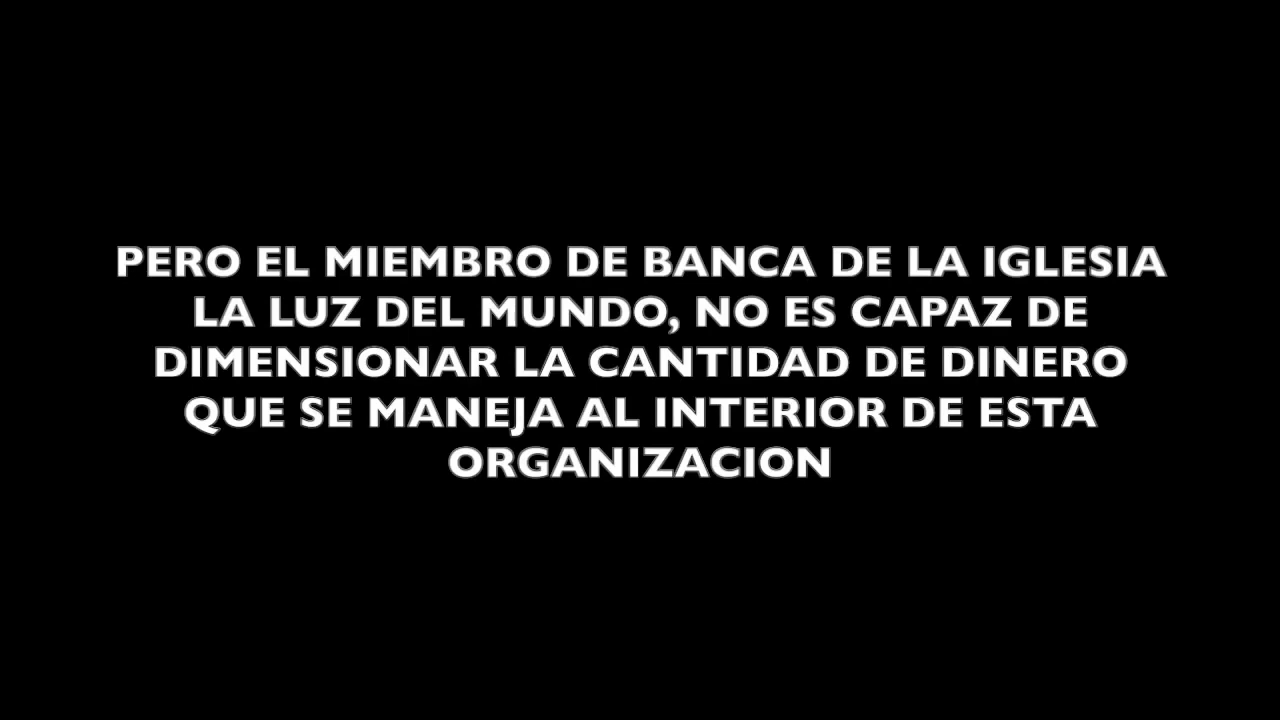 PERO EL MIEMBRO DE BANCA DE LA IGLESIA
LA LUZ DEL MUNDO, NO ES CAPAZ DE
DIMENSIONAR LA CANTIDAD DE DINERO
QUE SE MANEJA AL INTERIOR DE ESTA
ORGANIZACION